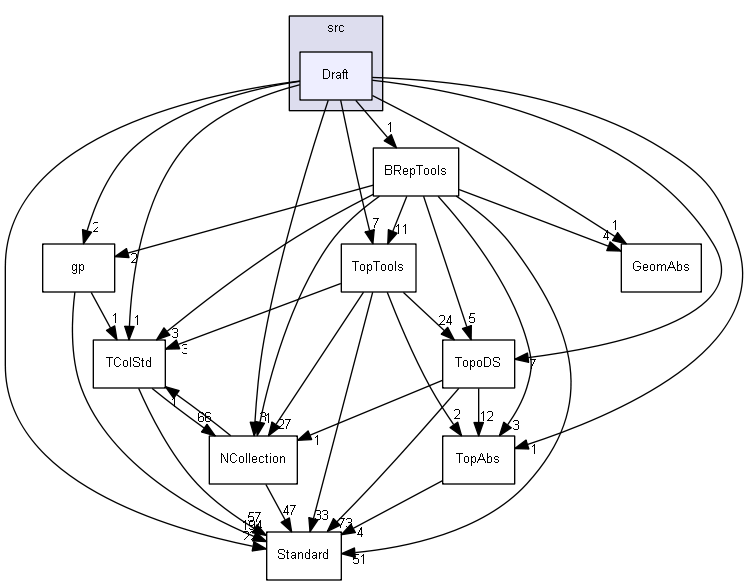 src
Draft
1
BRepTools
2
7
11
1
4
gp
2
TopTools
GeomAbs
1
1
3
3
24
5
TColStd
TopoDS
7
1
66
1
27
1
2
12
3
1
NCollection
TopAbs
57
47
33
73
4
51
Standard